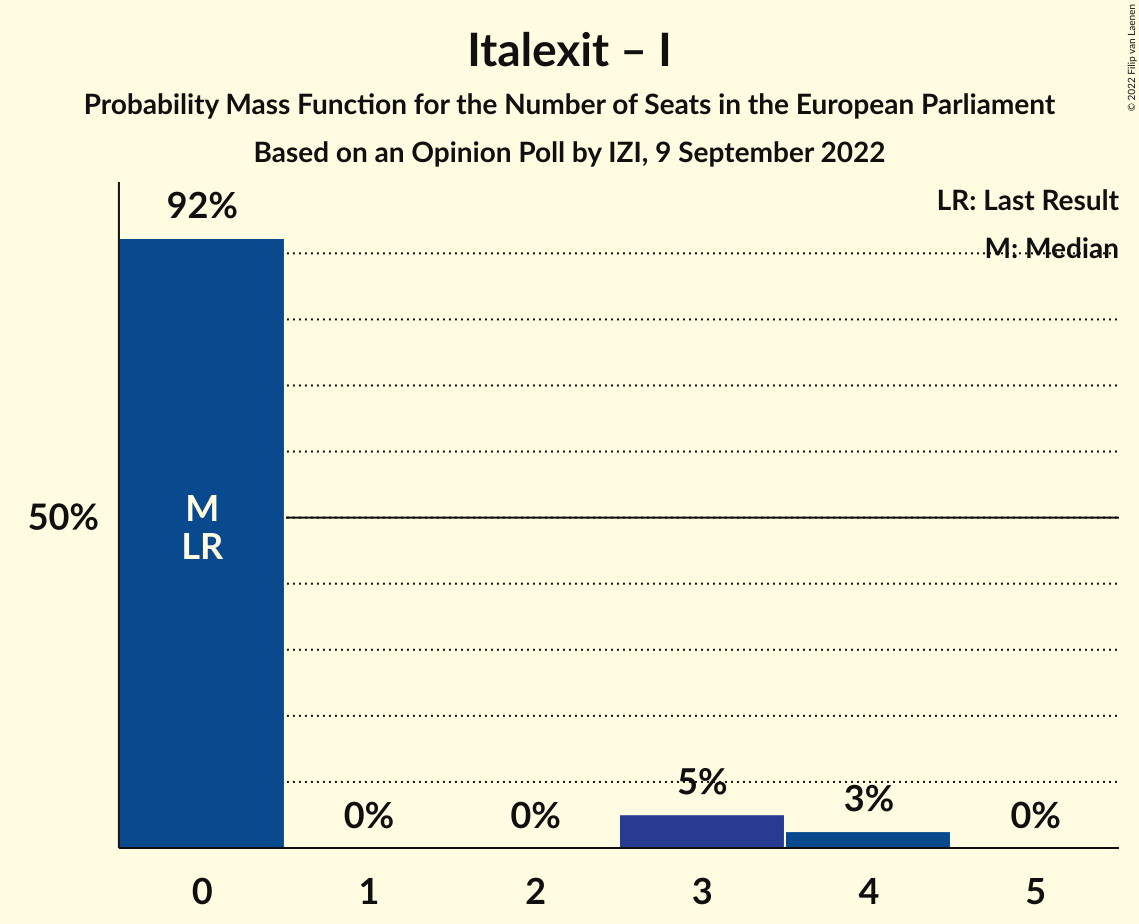 Italexit – I
Probability Mass Function for the Number of Seats in the European Parliament
Based on an Opinion Poll by IZI, 9 September 2022
© 2022 Filip van Laenen
LR: Last Result
M: Median
92%
50%
M
LR
0%
0%
5%
3%
0%
0
1
2
3
4
5